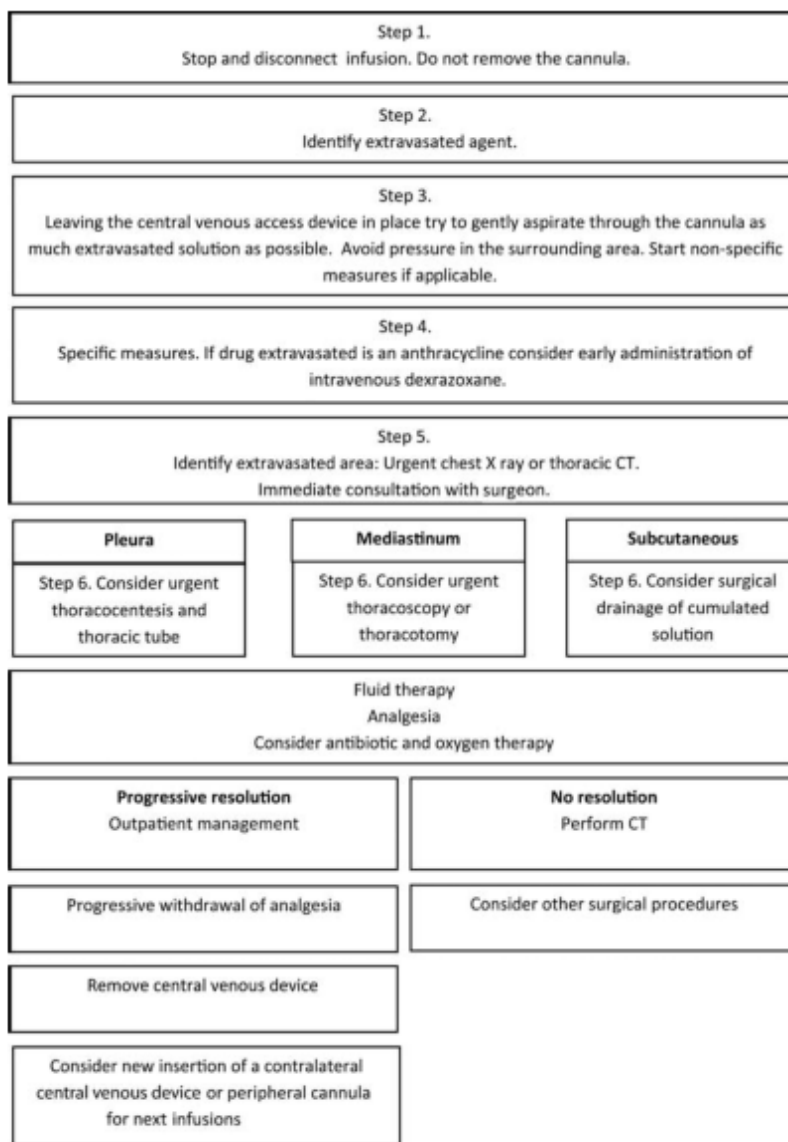 Step 1.
Stop and disconnect infusion. Do not remove the cannula.
Step 2.
Identify extravasated agent.
Step 3.
Leaving the central venous access device in place try to gently aspirate through the cannula as
much extravasated solution as possible. Avoid pressure in the surrounding area. Start non-specific
measures if applicable.
Step 4.
Specific measures. If drug extravasated is an anthracycline consider early administration of
intravenous dexrazoxane.
Step 5.
Identify extravasated area: Urgent chest X ray or thoracic CT.
Immediate consultation with surgeon.
Pleura
Step 6. Consider urgent
thoracocentesis and
thoracic tube
Mediastinum
Step 6. Consider urgent
thoracoscopy or
thoracotomy
Subcutaneous
Step 6. Consider surgical
drainage of cumulated
solution
Fluid therapy
Analgesia
Consider antibiotic and oxygen therapy
Progressive resolution
Outpatient management
No resolution
Perform CT
Progressive withdrawal of analgesia
Consider other surgical procedures
Remove central venous device
Consider new insertion of a contralateral
central venous device or peripheral cannula
for next infusions